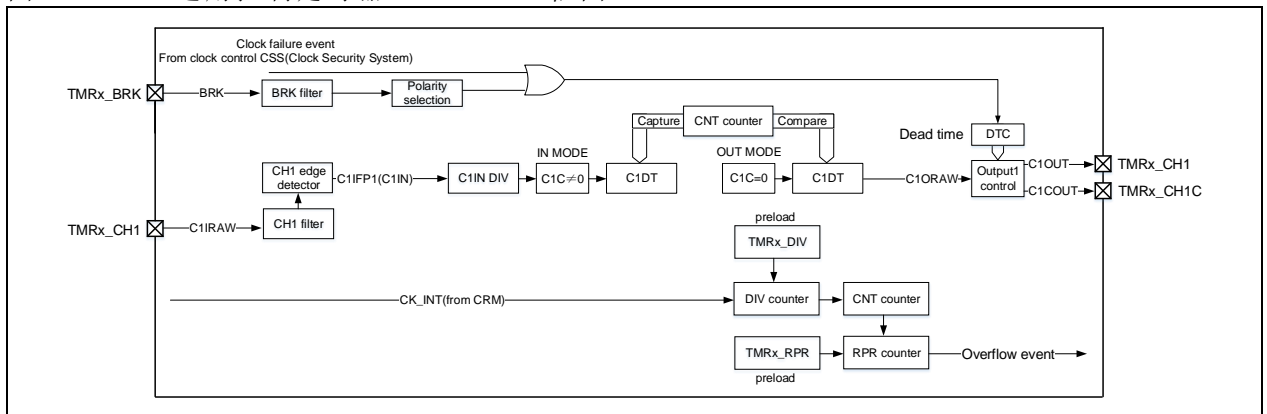 Clock failure event
From clock control CSS(Clock Security System)
TMRx_BRK
BRK
BRK filter
Polarity
selection
Capture
CNT counter
Compare
Dead time
DTC
IN MODE
OUT MODE
CH1 edge
detector
C1IFP1(C1IN)
C1IN DIV
C1C≠0
C1DT
C1C=0
C1DT
C1ORAW
Output1
control
C1OUT
TMRx_CH1
C1COUT
TMRx_CH1C
TMRx_CH1
C1IRAW
CH1 filter
preload
TMRx_DIV
CK_INT(from CRM)
DIV counter
CNT counter
TMRx_RPR
RPR counter
Overflow event
preload